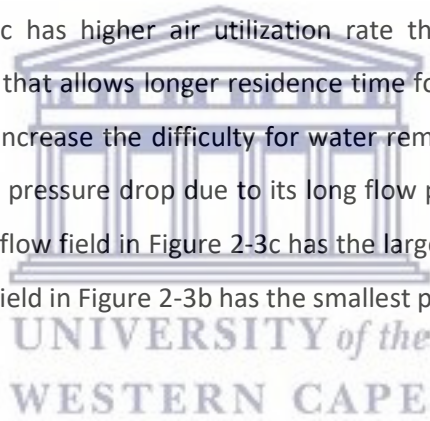 c has higher air utilization rate th
that allows longer residence time fo
ncrease the difficulty for water rem
pressure drop due to its long flow p
flow field in Figure 2-3c has the large
ield in Figure 2-3b has the smallest p
UNIVERSITY of the
WESTERN CAPE